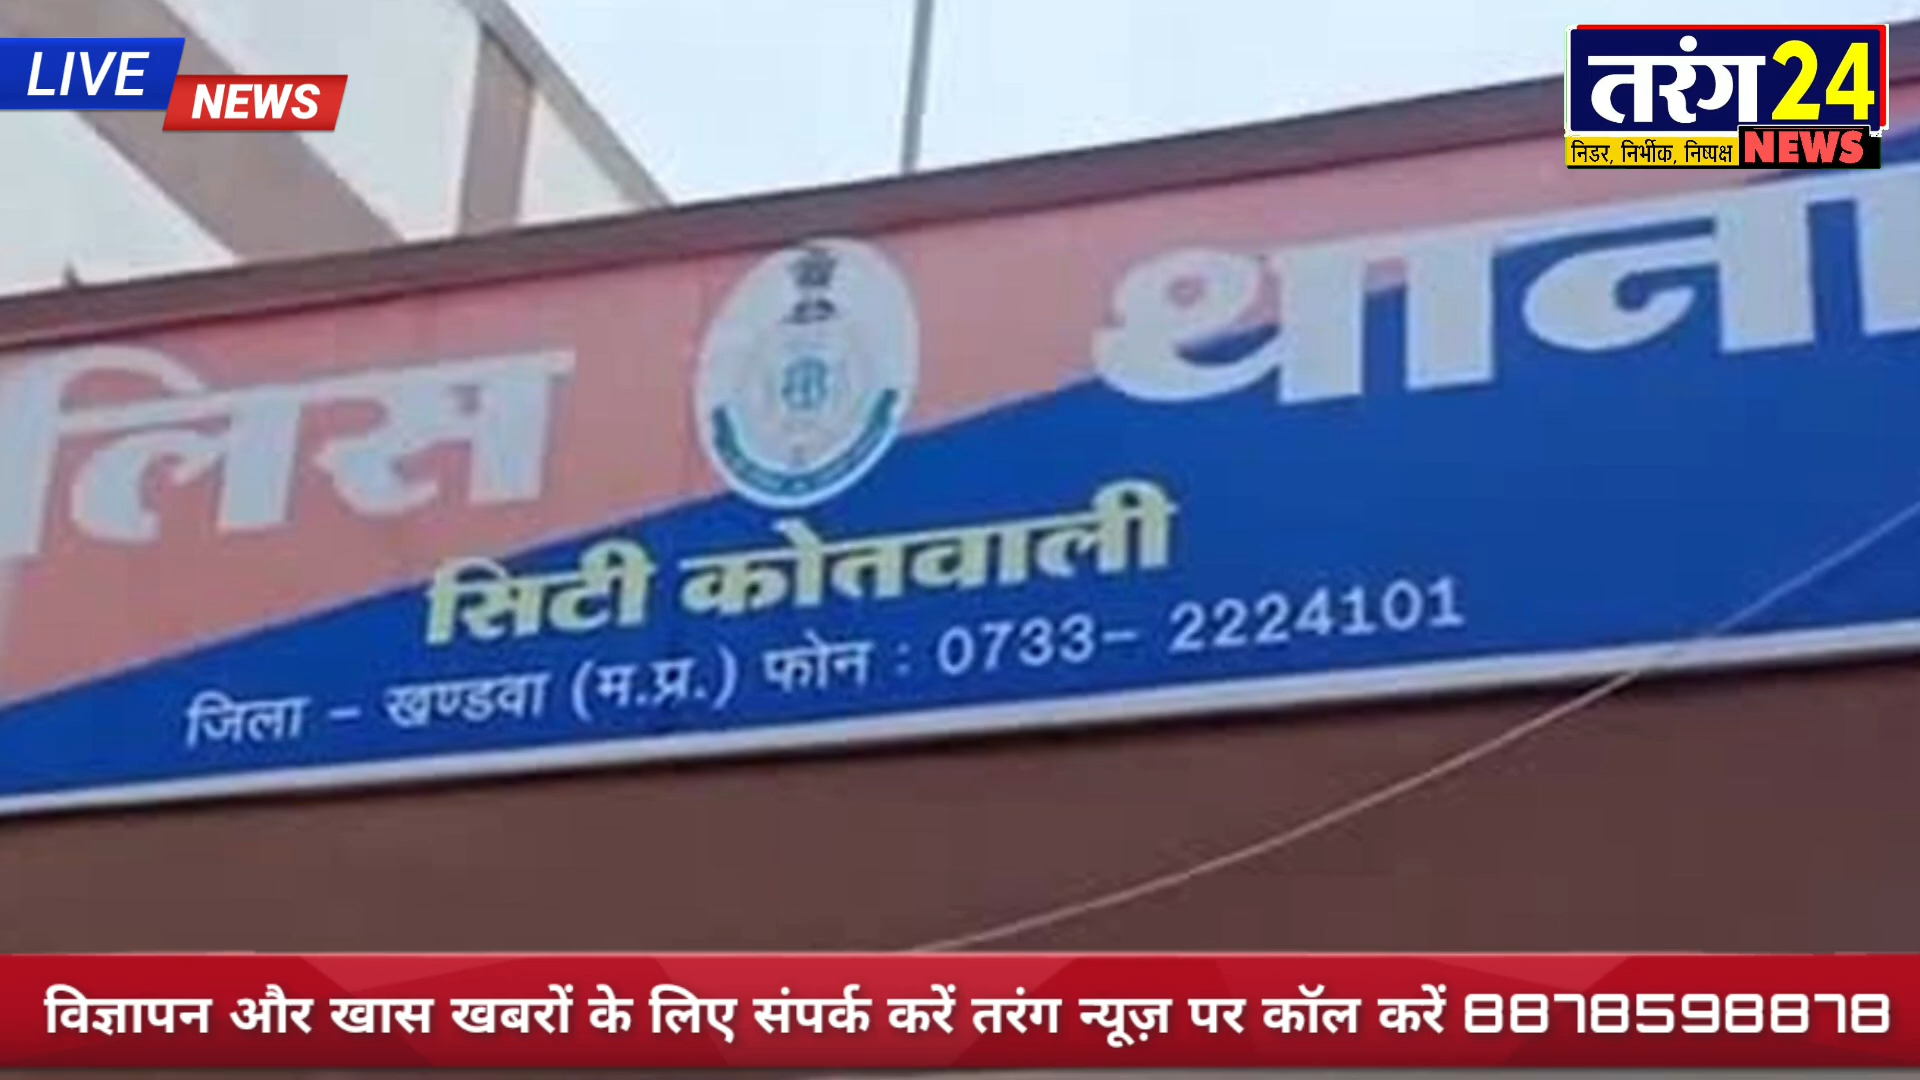 LIVE
NEWS
तरंग 24
निडर, निर्भीक, निष्पक्ष NEWS
लिस थाना
सिटी कोतवाली
जिला - खण्डवा (म.प्र.) फोन : 0733- 2224101
विज्ञापन और खास खबरों के लिए संपर्क करें तरंग न्यूज़ पर कॉल करें 8878598878